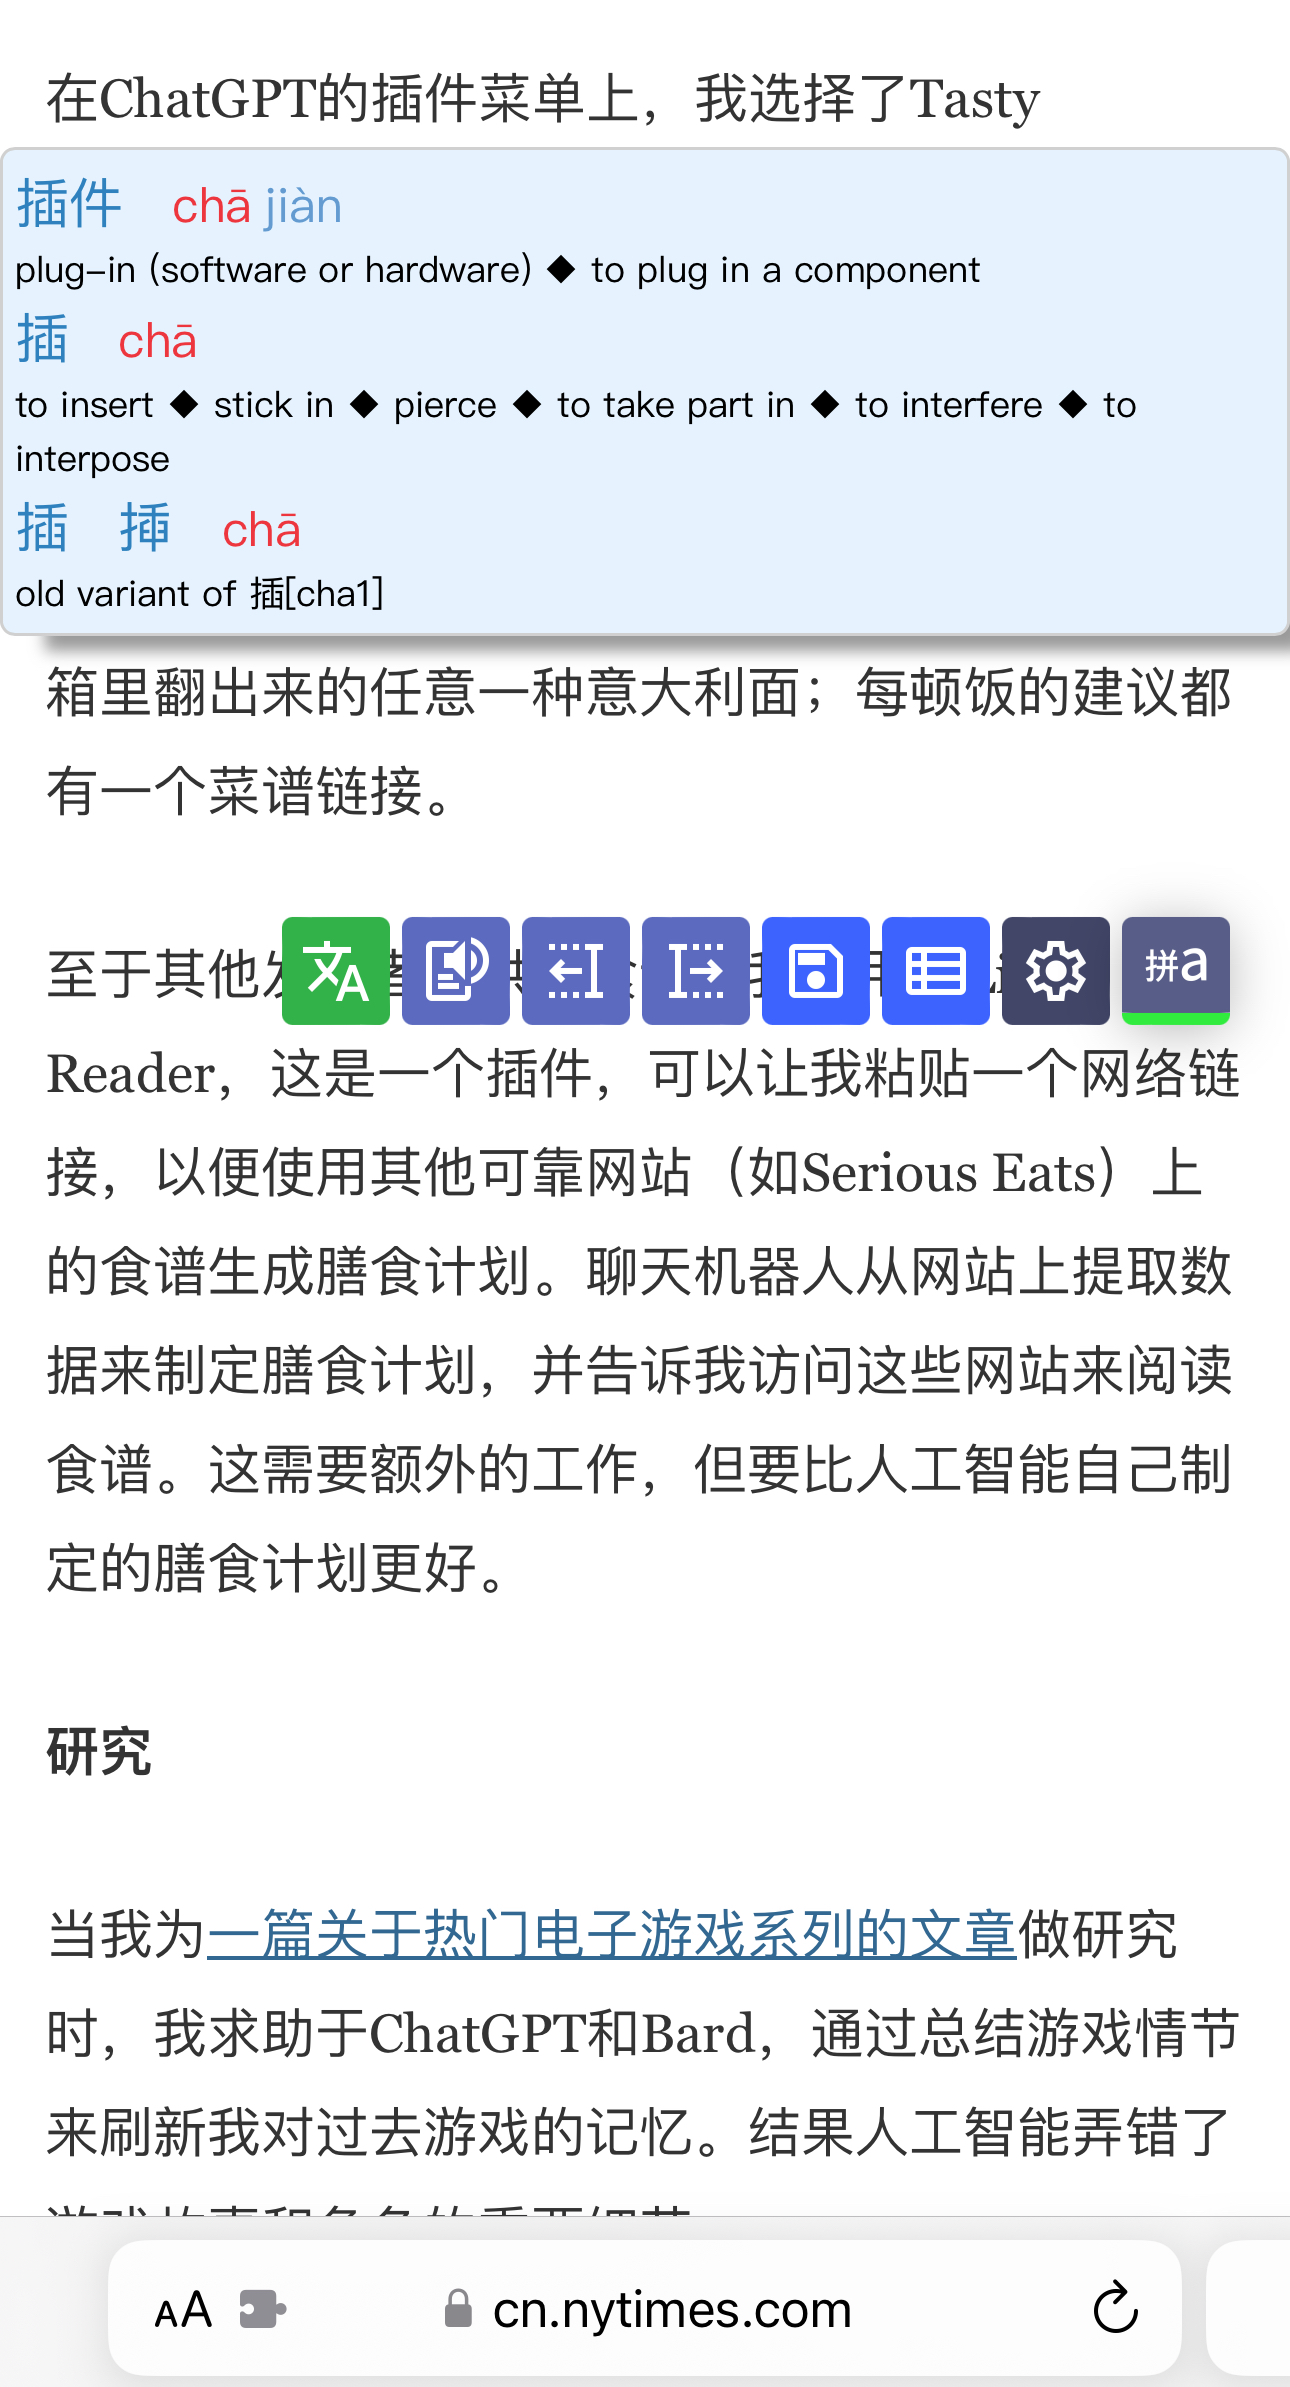 在ChatGPT的插件菜单上，我选择了Tasty
插件 chā jiàn
plug-in (software or hardware) ◆ to plug in a component
插 chā
to insert ◆ stick in ◆ pierce ◆ to take part in ◆ to interfere ◆ to
interpose
插 揷 chā
old variant of 插[cha1]
箱里翻出来的任意一种意大利面；每顿饭的建议都
有一个菜谱链接。
至于其他
文A
拼a
Reader，这是一个插件，可以让我粘贴一个网络链
接，以便使用其他可靠网站（如Serious Eats）上
的食谱生成膳食计划。聊天机器人从网站上提取数
据来制定膳食计划，并告诉我访问这些网站来阅读
食谱。这需要额外的工作，但要比人工智能自己制
定的膳食计划更好。
研究
当我为一篇关于热门电子游戏系列的文章做研究
时，我求助于ChatGPT和Bard，通过总结游戏情节
来刷新我对过去游戏的记忆。结果人工智能弄错了
AA cn.nytimes.com